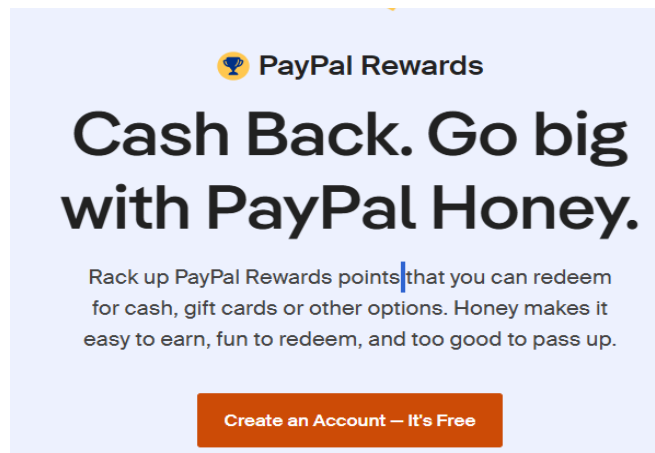 PayPal Rewards
Cash Back. Go big
with PayPal Honey.
Rack up PayPal Rewards points that you can redeem
for cash, gift cards or other options. Honey makes it
easy to earn, fun to redeem, and too good to pass up.
Create an Account — It's Free